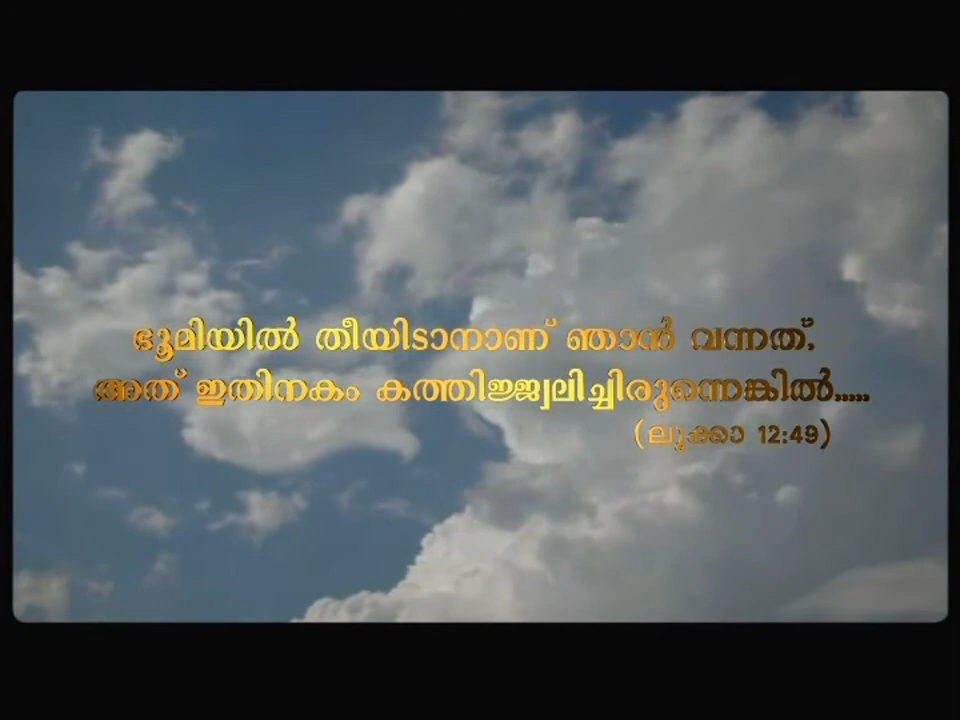 ഭൂമിയിൽ തീയിടാനാണ് ഞാൻ വന്നത്.
അത് ഇതിനകം കത്തിജ്ജ്വലിച്ചിരുന്നെങ്കിൽ.....
(ലൂക്കാ 12:49)